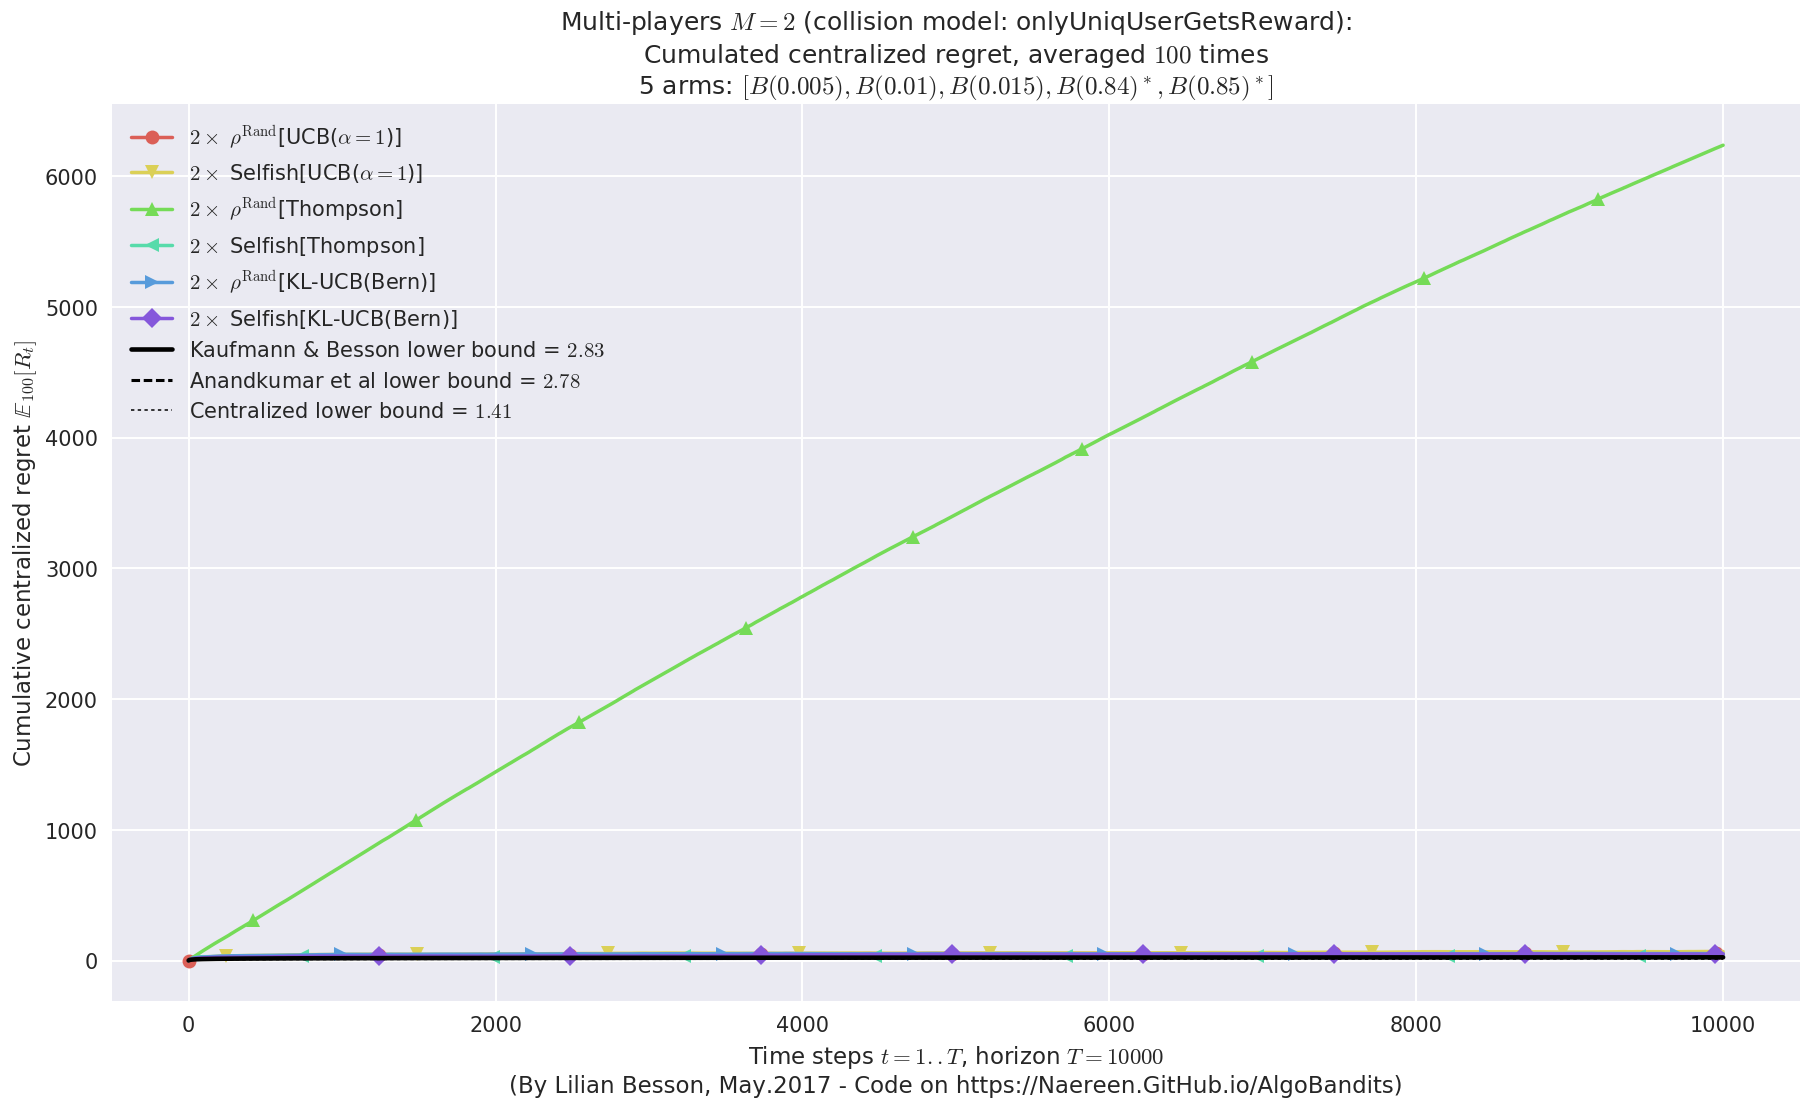 Multi-players M = 2 (collision model: onlyUniqUserGetsReward):
Cumulated centralized regret, averaged 100 times
5 arms: [B(0.005), B(0.01), B(0.015), B(0.84)*, B(0.85)*]
2× ρ^Rand[UCB(α = 1)]
2× Selfish[UCB(α = 1)]
2× ρ^Rand[Thompson]
2× Selfish[Thompson]
2× ρ^Rand[KL-UCB(Bern)]
2× Selfish[KL-UCB(Bern)]
Kaufmann & Besson lower bound = 2.83
Anandkumar et al lower bound = 2.78
Centralized lower bound = 1.41
Cumulative centralized regret 𝔼₁₀₀[R_t]
6000
5000
4000
3000
2000
1000
0
0 2000 4000 6000 8000 10000
Time steps t = 1..T, horizon T = 10000
(By Lilian Besson, May.2017 - Code on https://Naereen.GitHub.io/AlgoBandits)